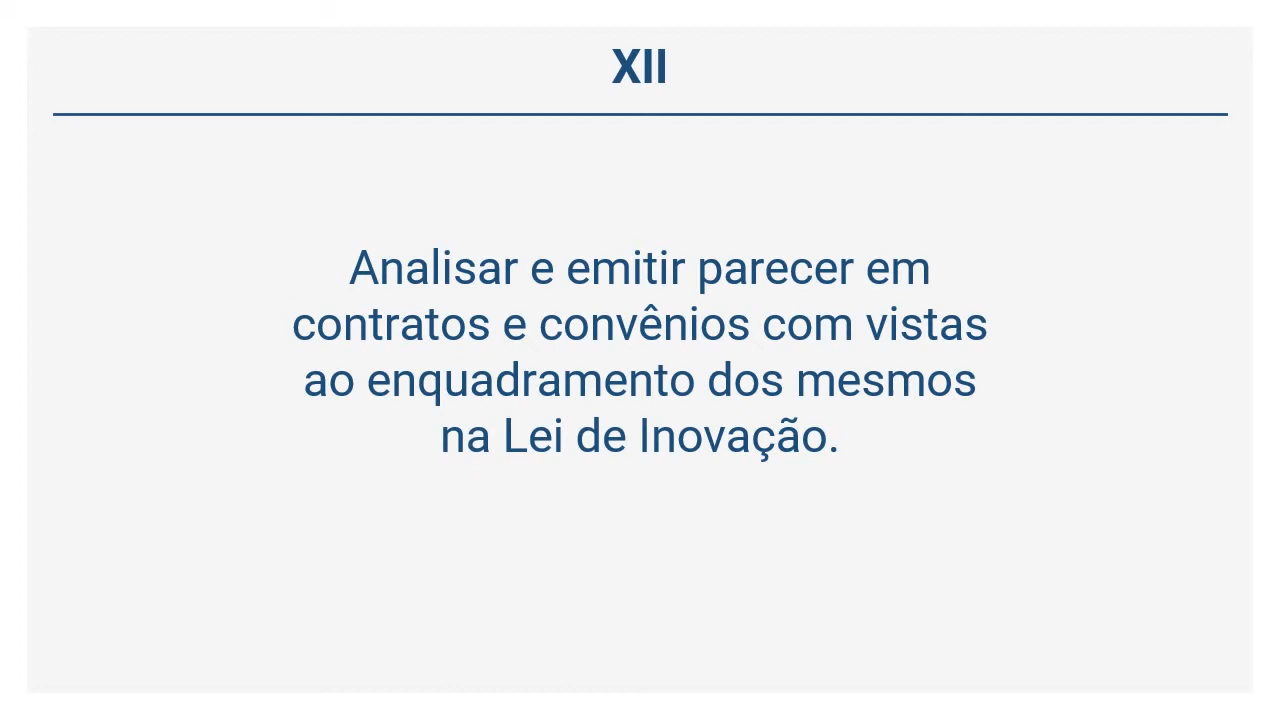 XII
Analisar e emitir parecer em
contratos e convênios com vistas
ao enquadramento dos mesmos
na Lei de Inovação.